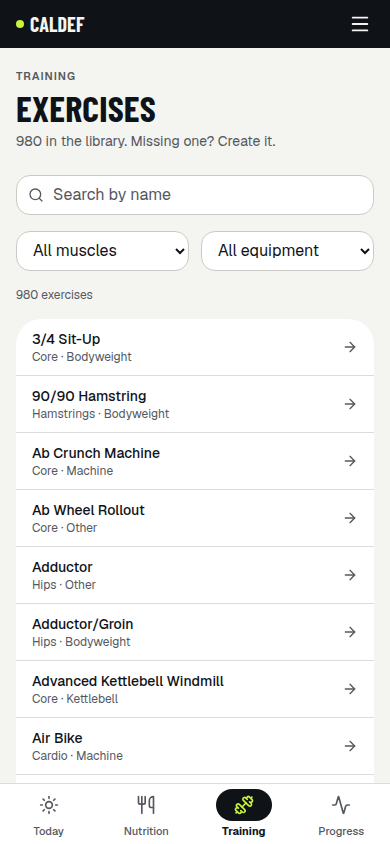 CALDEF
TRAINING
EXERCISES
980 in the library. Missing one? Create it.
Search by name
All muscles
All equipment
980 exercises
3/4 Sit-Up
Core · Bodyweight
90/90 Hamstring
Hamstrings · Bodyweight
Ab Crunch Machine
Core · Machine
Ab Wheel Rollout
Core · Other
Adductor
Hips · Other
Adductor/Groin
Hips · Bodyweight
Advanced Kettlebell Windmill
Core · Kettlebell
Air Bike
Cardio · Machine
Today
Nutrition
Training
Progress